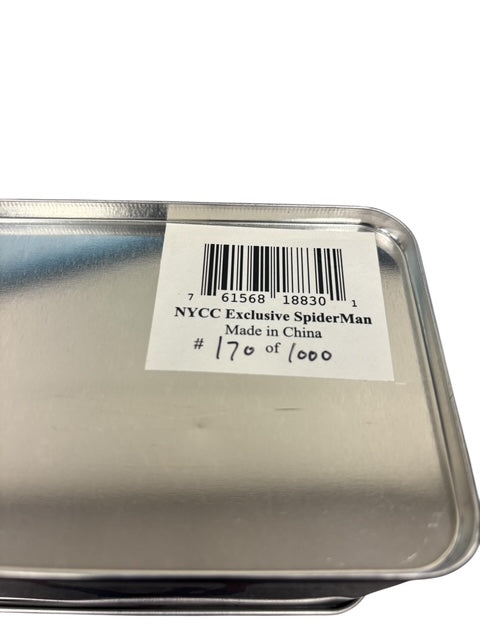 7 61568 18830 1
NYCC Exclusive SpiderMan
Made in China
# 170 of 1000